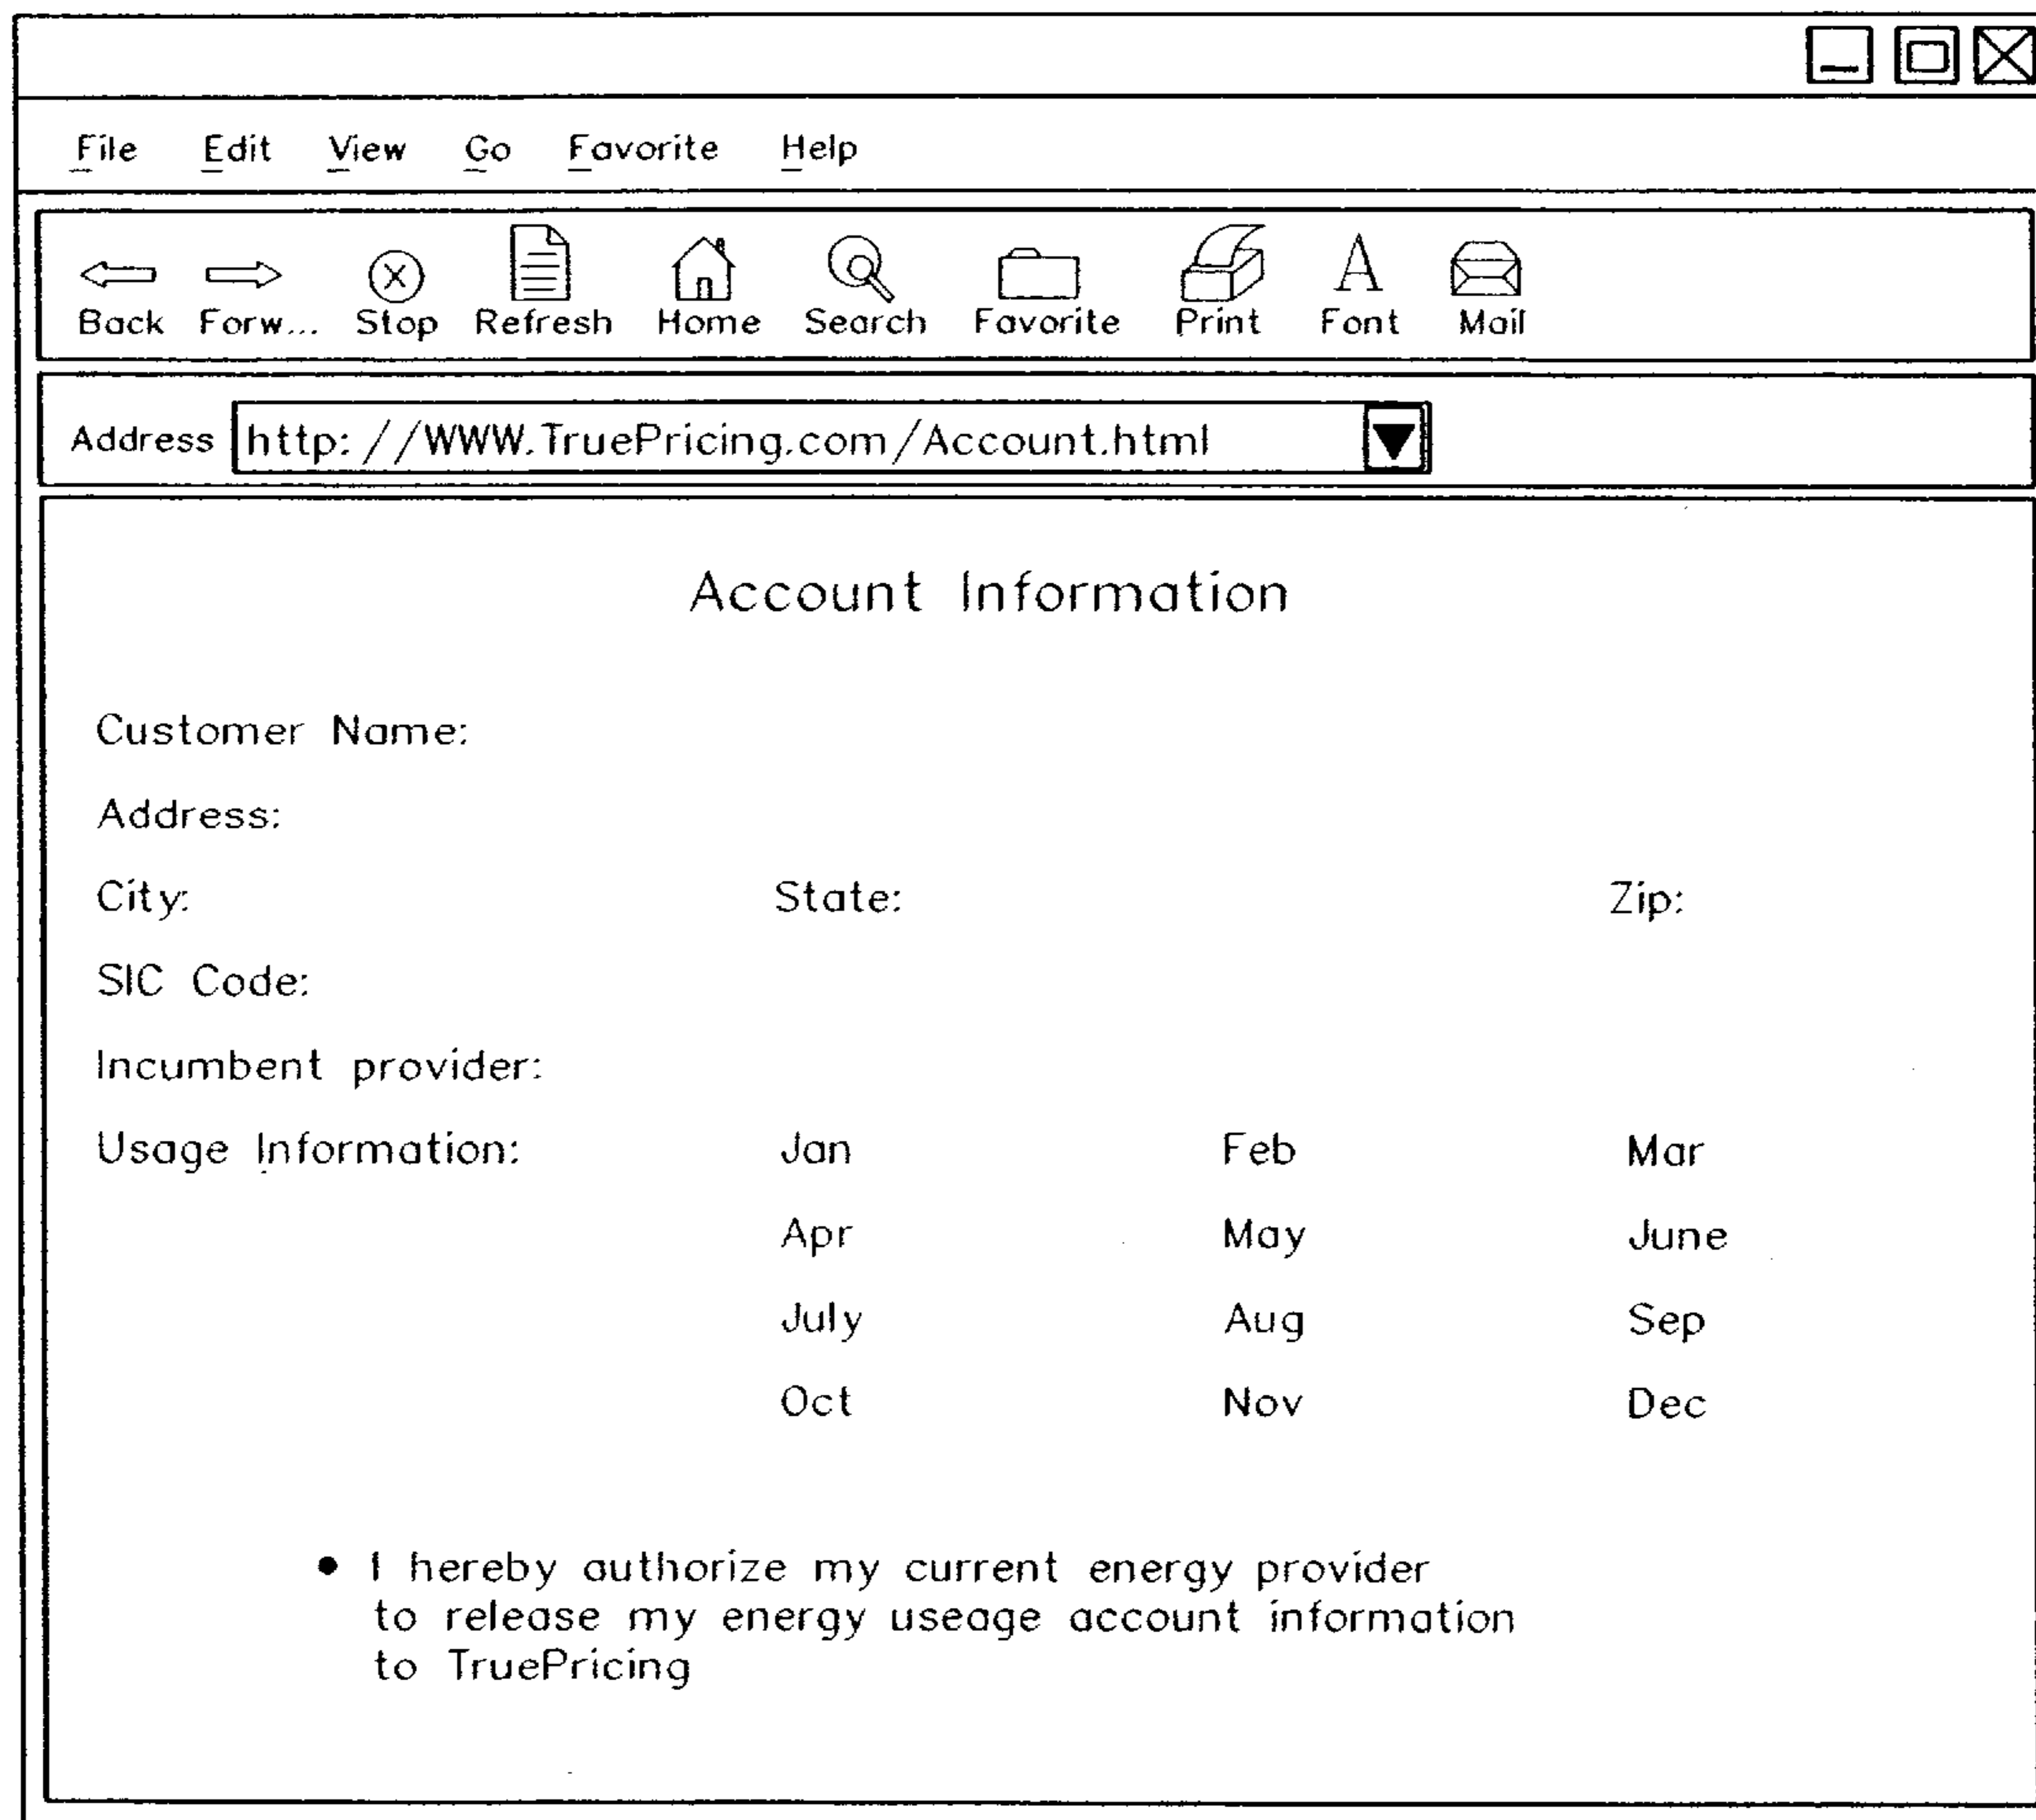 File Edit View Go Favorite Help
Back Forw... Stop Refresh Home Search Favorite Print Font Mail
Address http://WWW.TruePricing.com/Account.html
Account Information
Customer Name:
Address:
City: State: Zip:
SIC Code:
Incumbent provider:
Usage Information: Jan Feb Mar
Apr May June
July Aug Sep
Oct Nov Dec
• I hereby authorize my current energy provider
to release my energy useage account information
to TruePricing